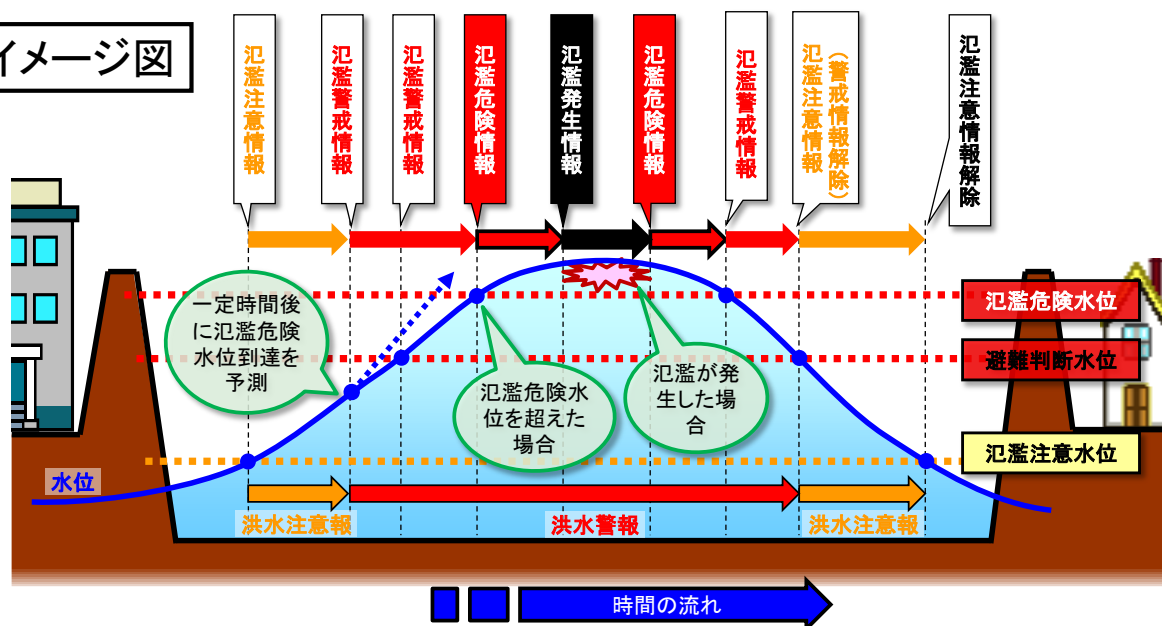 イメージ図
氾濫注意情報
氾濫警戒情報
氾濫警戒情報
氾濫危険情報
氾濫発生情報
氾濫危険情報
氾濫警戒情報
(警戒情報解除)
氾濫注意情報
氾濫注意情報解除
一定時間後
に氾濫危険
水位到達を
予測
氾濫危険水
位を超えた
場合
氾濫が発
生した場
合
氾濫危険水位
避難判断水位
氾濫注意水位
水位
洪水注意報
洪水警報
洪水注意報
時間の流れ